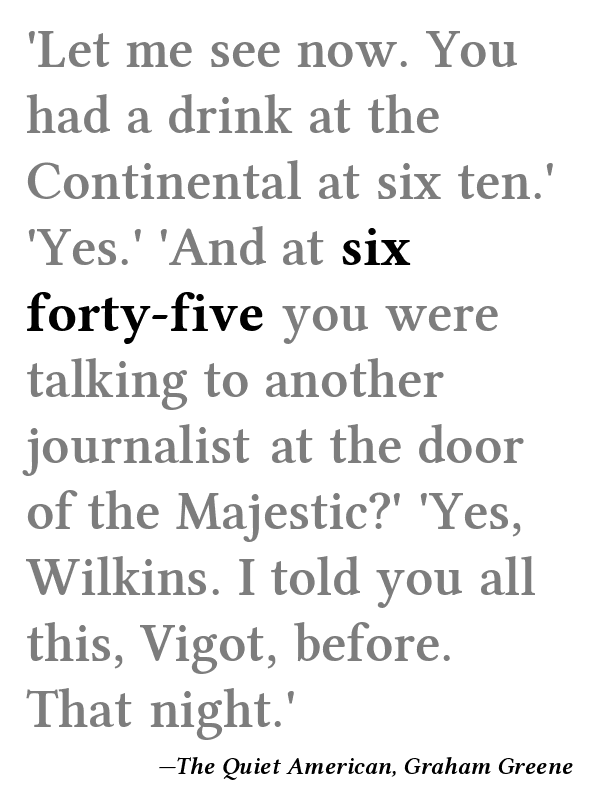 'Let me see now. You
had a drink at the
Continental at six ten.'
'Yes.' 'And at six
forty-five you were
talking to another
journalist at the door
of the Majestic?' 'Yes,
Wilkins. I told you all
this, Vigot, before.
That night.'
—The Quiet American, Graham Greene